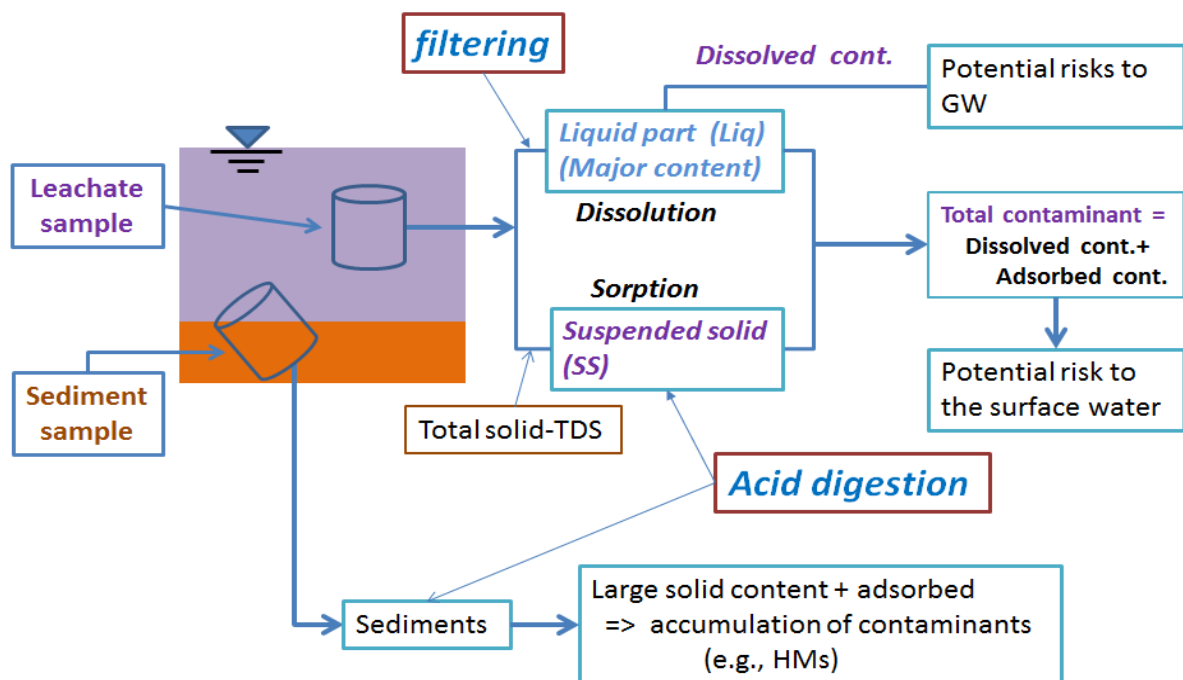 filtering
Dissolved cont.
Potential risks to
GW
Liquid part (Liq)
(Major content)
Leachate
sample
Dissolution
Total contaminant =
Dissolved cont.+
Adsorbed cont.
Sorption
Suspended solid
(SS)
Sediment
sample
Total solid-TDS
Potential risk to
the surface water
Acid digestion
Sediments
Large solid content + adsorbed
=> accumulation of contaminants
(e.g., HMs)